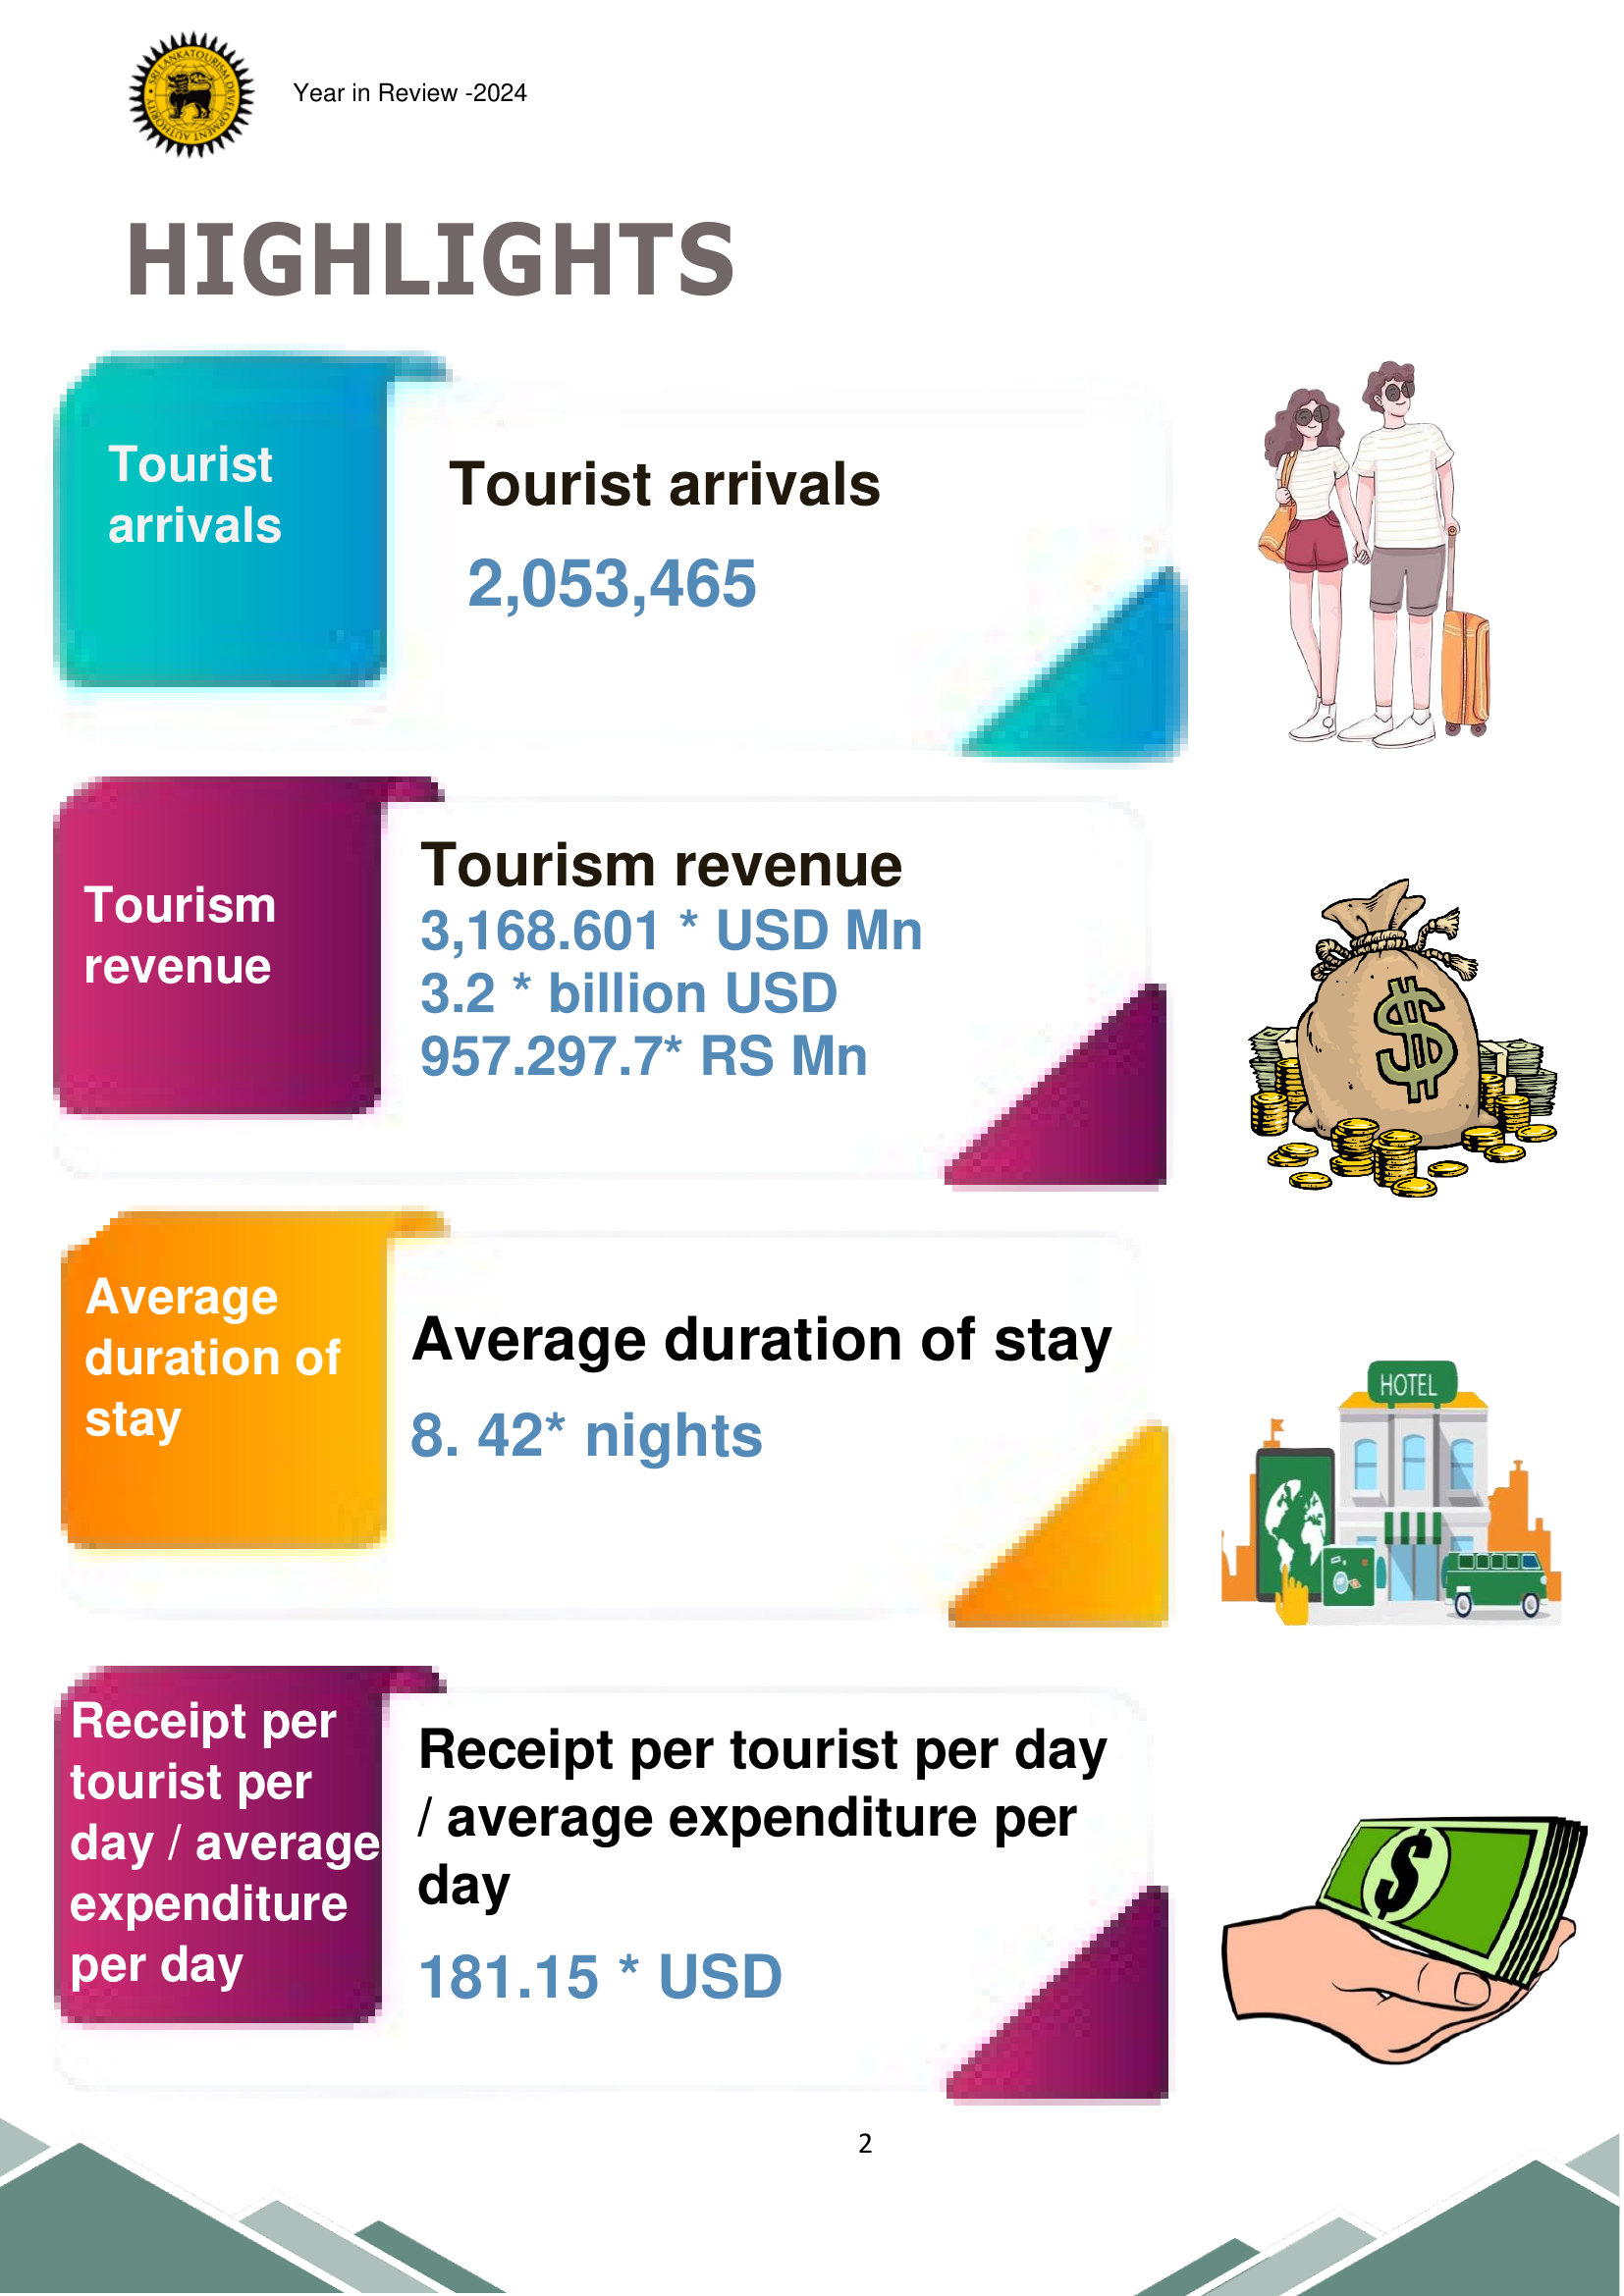 SRI LANKA TOURISM DEVELOPMENT AUTHORITY
Year in Review -2024
HIGHLIGHTS
Tourist
arrivals
Tourist arrivals
2,053,465
Tourism
revenue
Tourism revenue
3,168.601 * USD Mn
3.2 * billion USD
957.297.7* RS Mn
Average
duration of
stay
Average duration of stay
8. 42* nights
HOTEL
Receipt per
tourist per
day / average
expenditure
per day
Receipt per tourist per day
/ average expenditure per
day
181.15 * USD
2